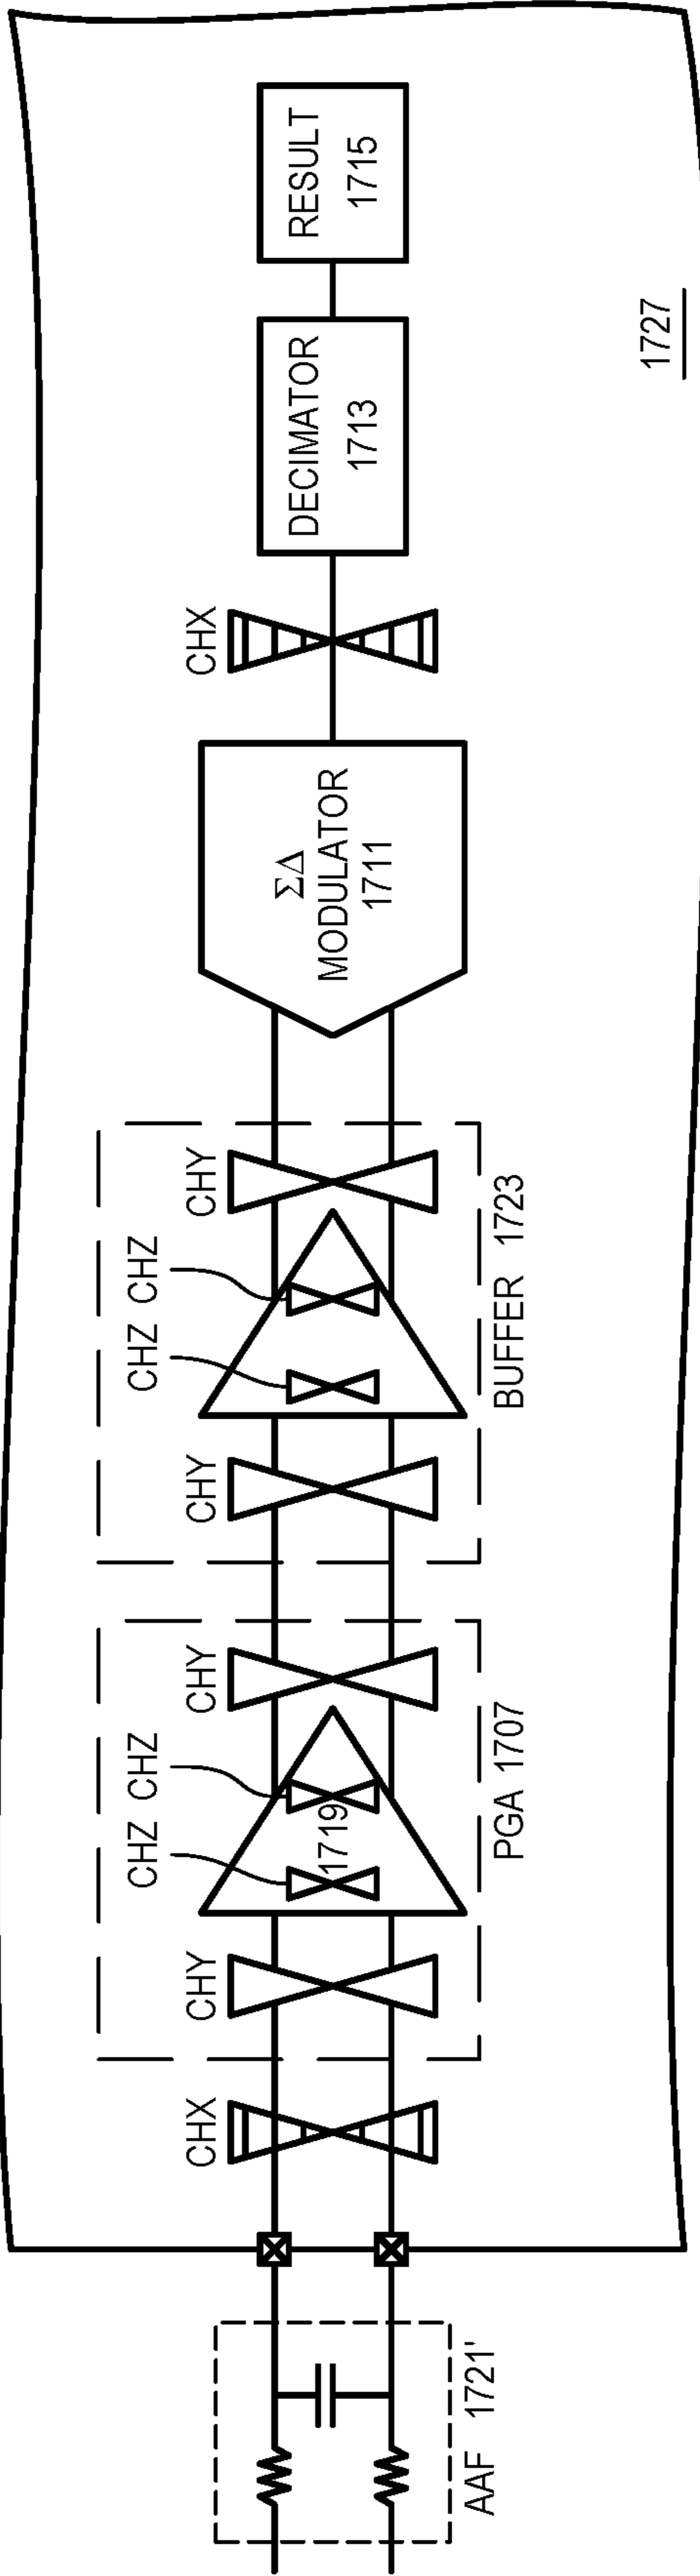 AAF 1721'
CHX
CHY
CHZ
CHZ
1719
CHY
PGA 1707
CHY
CHZ
CHZ
CHY
BUFFER 1723
ΣΔ
MODULATOR
1711
CHX
DECIMATOR
1713
RESULT
1715
1727